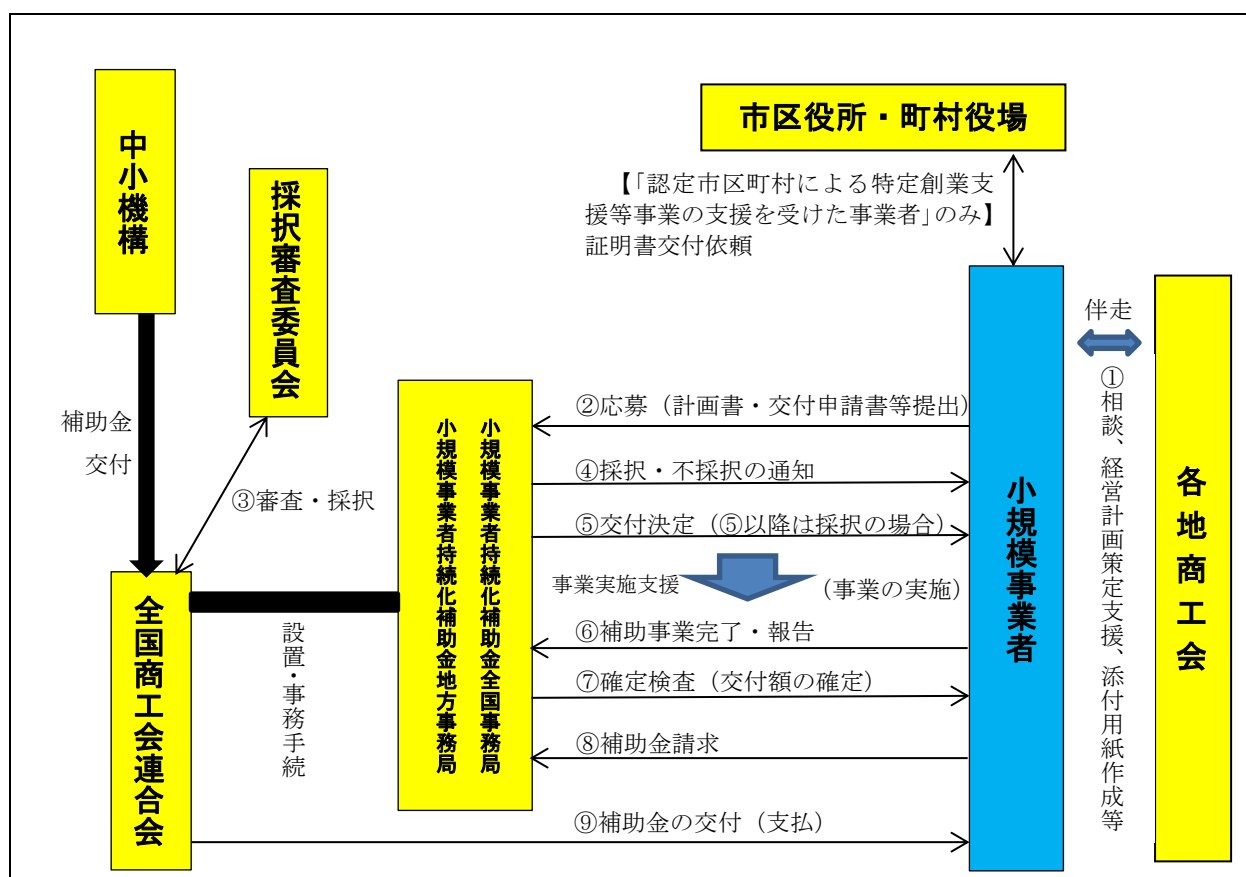 市区役所・町村役場
中小機構
採択審査委員会
【「認定市区町村による特定創業支
援等事業の支援を受けた事業者」のみ】
証明書交付依頼
伴走
①相談、経営計画策定支援、添付用紙作成等
各地商工会
小規模事業者
補助金
交付
③審査・採択
小規模事業者持続化補助金全国事務局
小規模事業者持続化補助金地方事務局
②応募（計画書・交付申請書等提出）
④採択・不採択の通知
⑤交付決定（⑤以降は採択の場合）
事業実施支援
（事業の実施）
⑥補助事業完了・報告
⑦確定検査（交付額の確定）
⑧補助金請求
⑨補助金の交付（支払）
全国商工会連合会
設置・事務手続